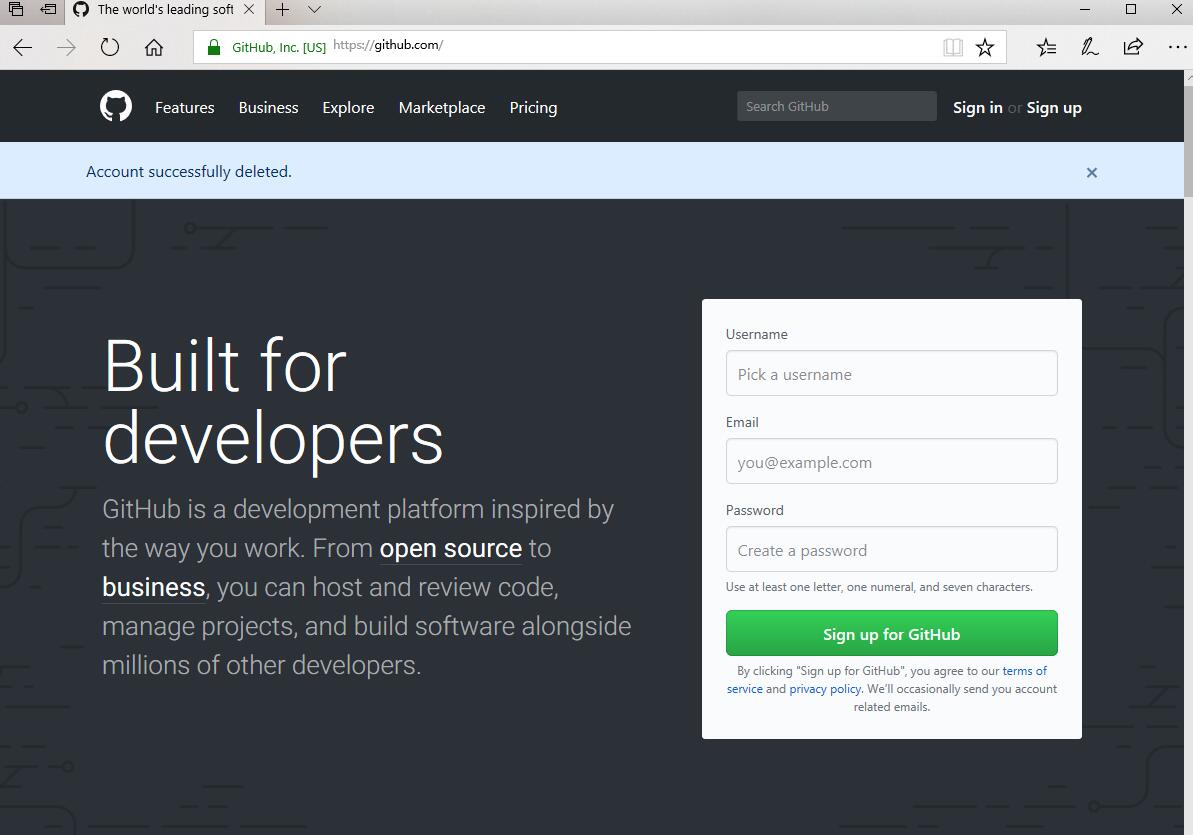 The world's leading soft
GitHub, Inc. [US] https://github.com/
Features Business Explore Marketplace Pricing Search GitHub Sign in or Sign up
Account successfully deleted.
Built for
developers
GitHub is a development platform inspired by
the way you work. From open source to
business, you can host and review code,
manage projects, and build software alongside
millions of other developers.
Username
Pick a username
Email
you@example.com
Password
Create a password
Use at least one letter, one numeral, and seven characters.
Sign up for GitHub
By clicking "Sign up for GitHub", you agree to our terms of
service and privacy policy. We'll occasionally send you account
related emails.